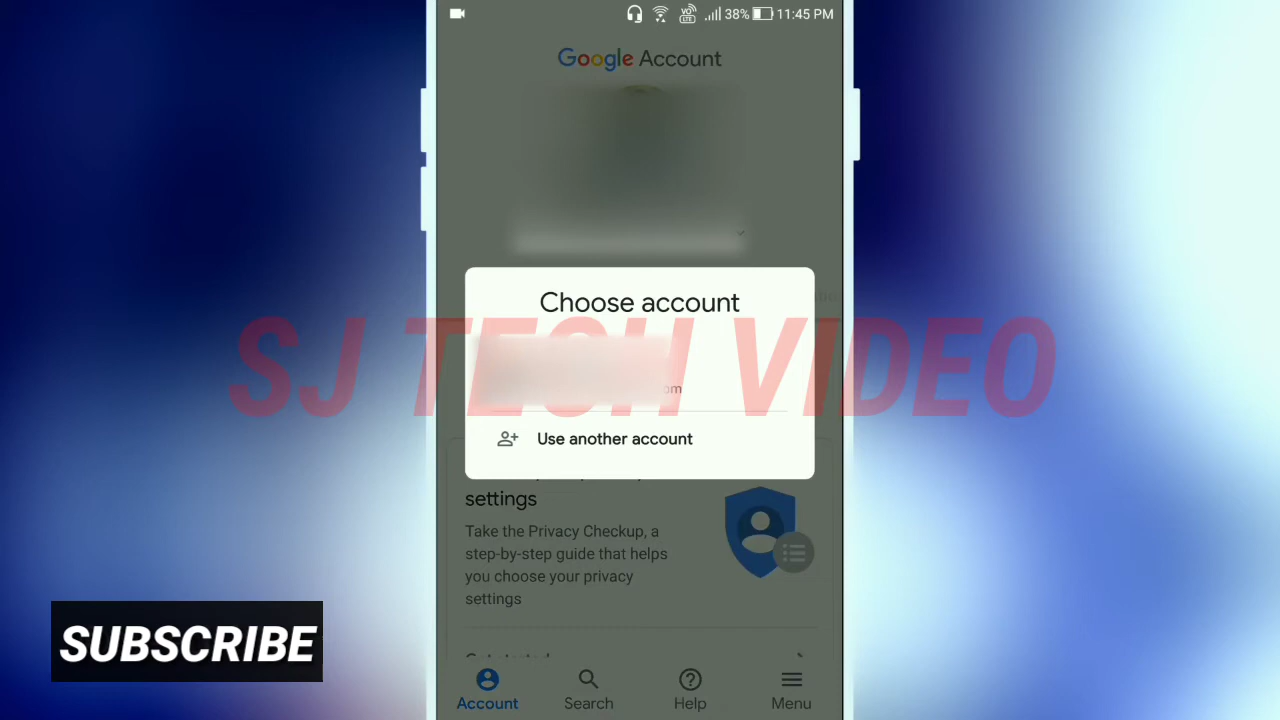 38% 11:45 PM
Google Account
Choose account
SJ TECH VIDEO
om
Use another account
settings
Take the Privacy Checkup, a
step-by-step guide that helps
you choose your privacy
settings
SUBSCRIBE
Account Search Help Menu